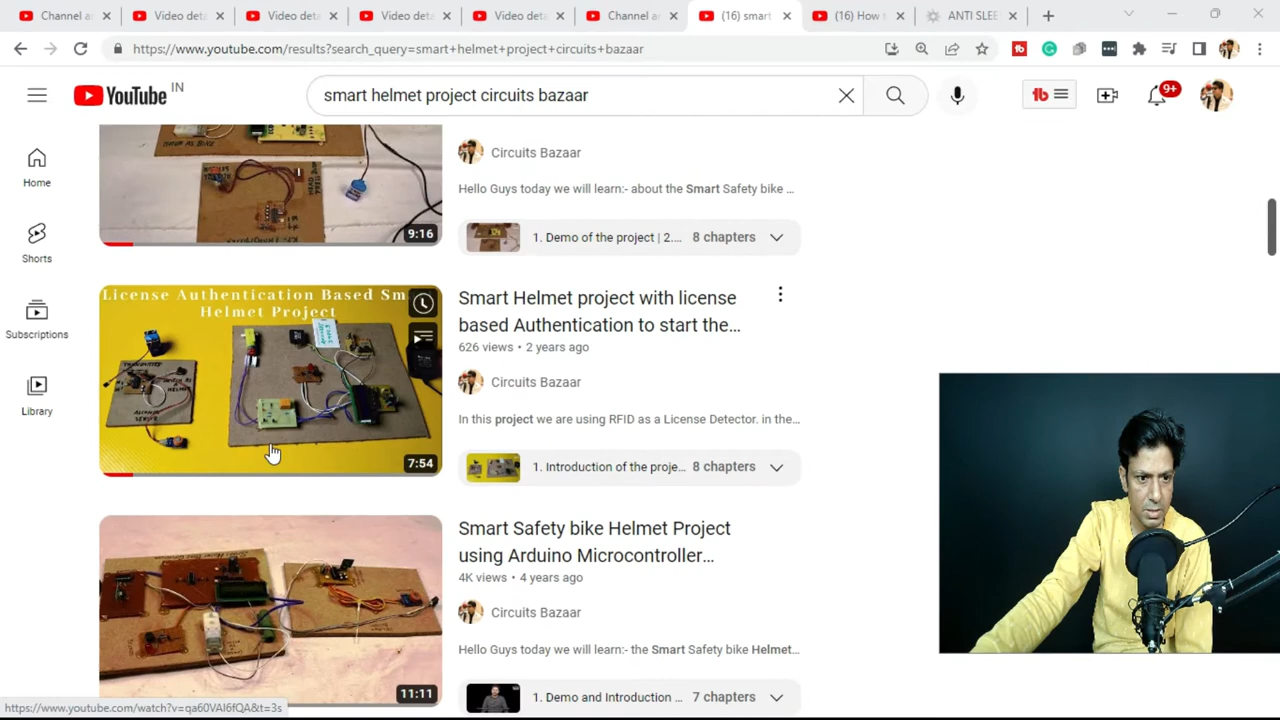 Channel a
Video deta
Video deta
Video deta
Video deta
Channel a
(16) smart
(16) How t
ANTI SLEE
https://www.youtube.com/results?search_query=smart+helmet+project+circuits+bazaar
YouTube IN
smart helmet project circuits bazaar
9+
Home
Shorts
Subscriptions
Library
9:16
Circuits Bazaar
Hello Guys today we will learn:- about the Smart Safety bike ...
1. Demo of the project | 2....
8 chapters
License Authentication Based Sm
Helmet Project
7:54
Smart Helmet project with license
based Authentication to start the...
626 views • 2 years ago
Circuits Bazaar
In this project we are using RFID as a License Detector. in the...
1. Introduction of the proje...
8 chapters
11:11
Smart Safety bike Helmet Project
using Arduino Microcontroller...
4K views • 4 years ago
Circuits Bazaar
Hello Guys today we will learn:- the Smart Safety bike Helmet...
1. Demo and Introduction ...
7 chapters
https://www.youtube.com/watch?v=qa60VAI6fQA&t=3s